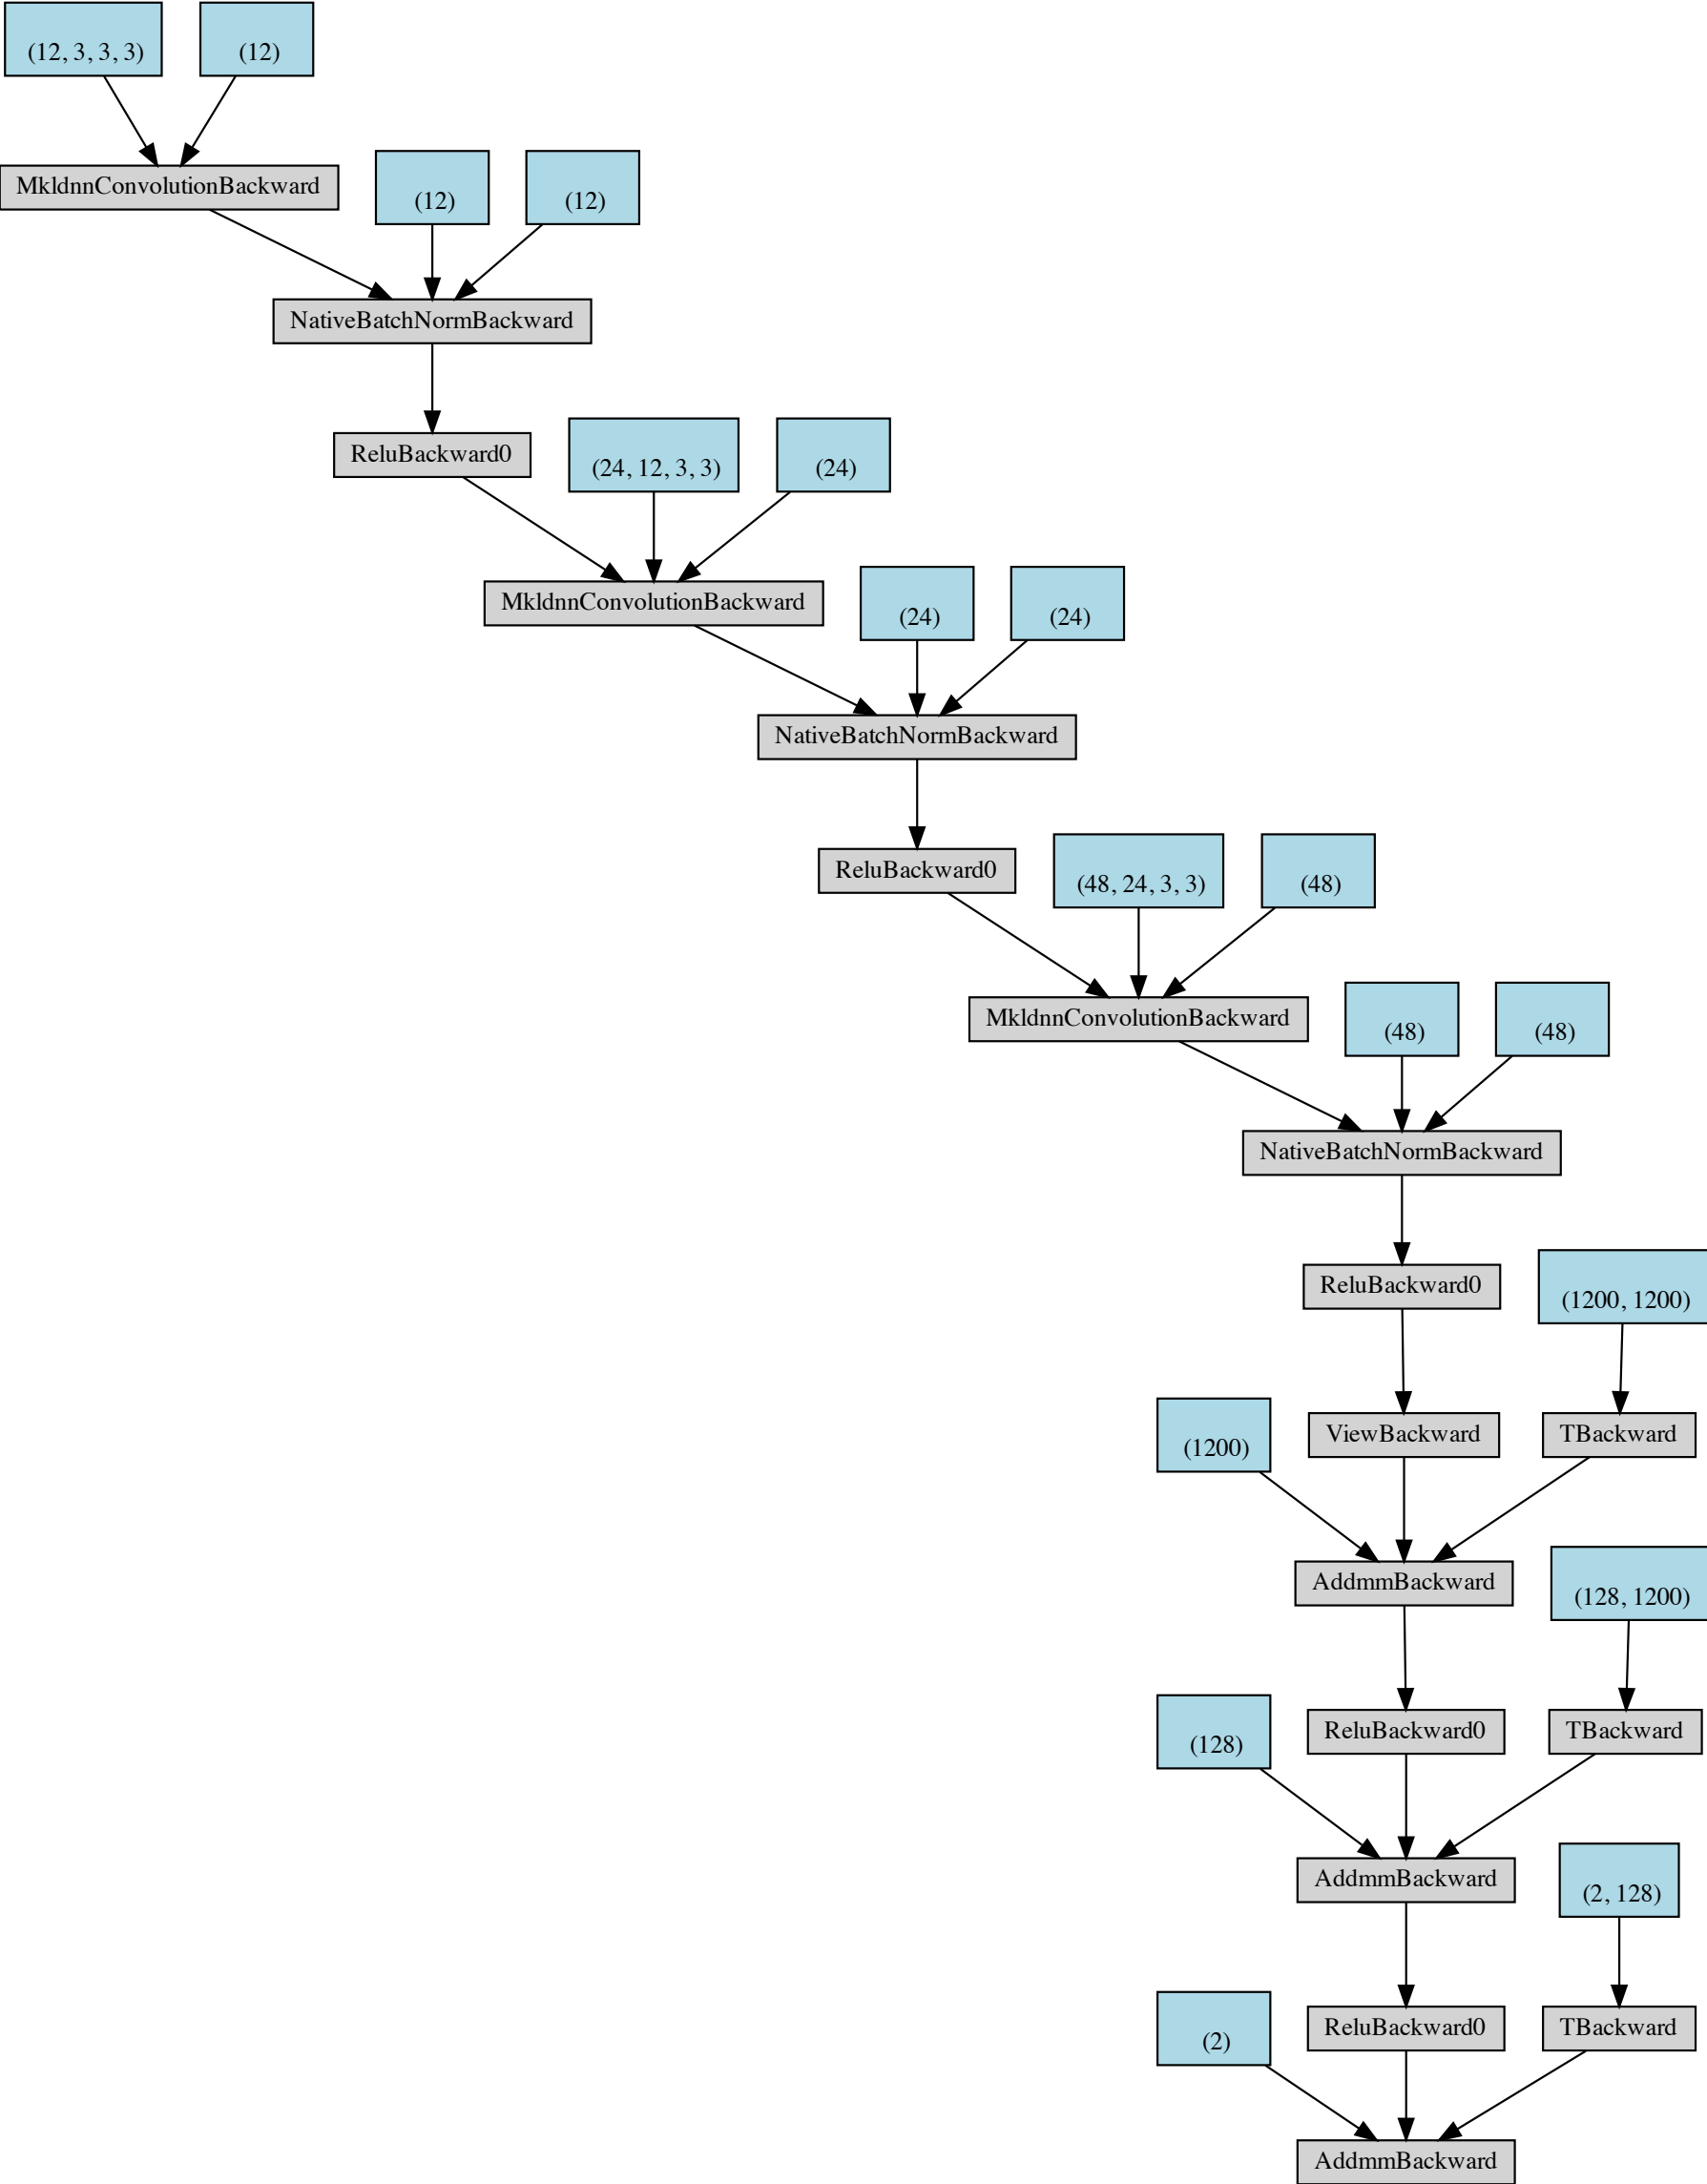 (12, 3, 3, 3)
(12)
MkldnnConvolutionBackward
(12)
(12)
NativeBatchNormBackward
ReluBackward0
(24, 12, 3, 3)
(24)
MkldnnConvolutionBackward
(24)
(24)
NativeBatchNormBackward
ReluBackward0
(48, 24, 3, 3)
(48)
MkldnnConvolutionBackward
(48)
(48)
NativeBatchNormBackward
ReluBackward0
(1200, 1200)
(1200)
ViewBackward
TBackward
AddmmBackward
(128, 1200)
(128)
ReluBackward0
TBackward
AddmmBackward
(2, 128)
(2)
ReluBackward0
TBackward
AddmmBackward